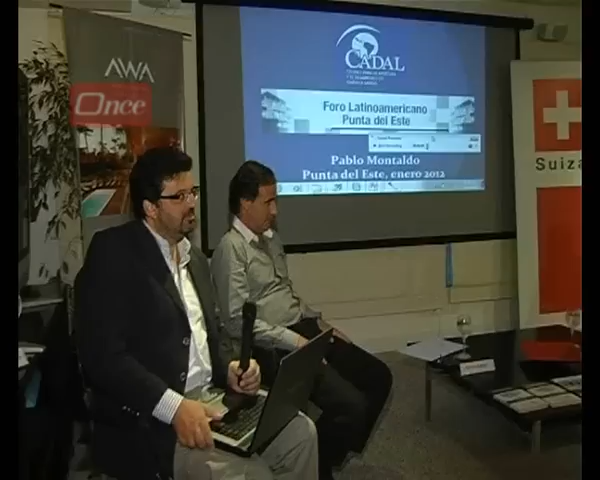 AWA
Once
CADAL
Foro Latinoamericano
Punta del Este
Pablo Montaldo
Punta del Este, enero 2012
Suiza